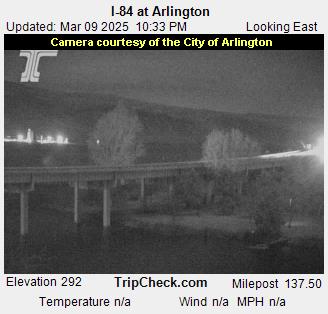 I-84 at Arlington
Updated: Mar 09 2025 10:33 PM Looking East
Camera courtesy of the City of Arlington
Elevation 292 TripCheck.com Milepost 137.50
Temperature n/a Wind n/a MPH n/a